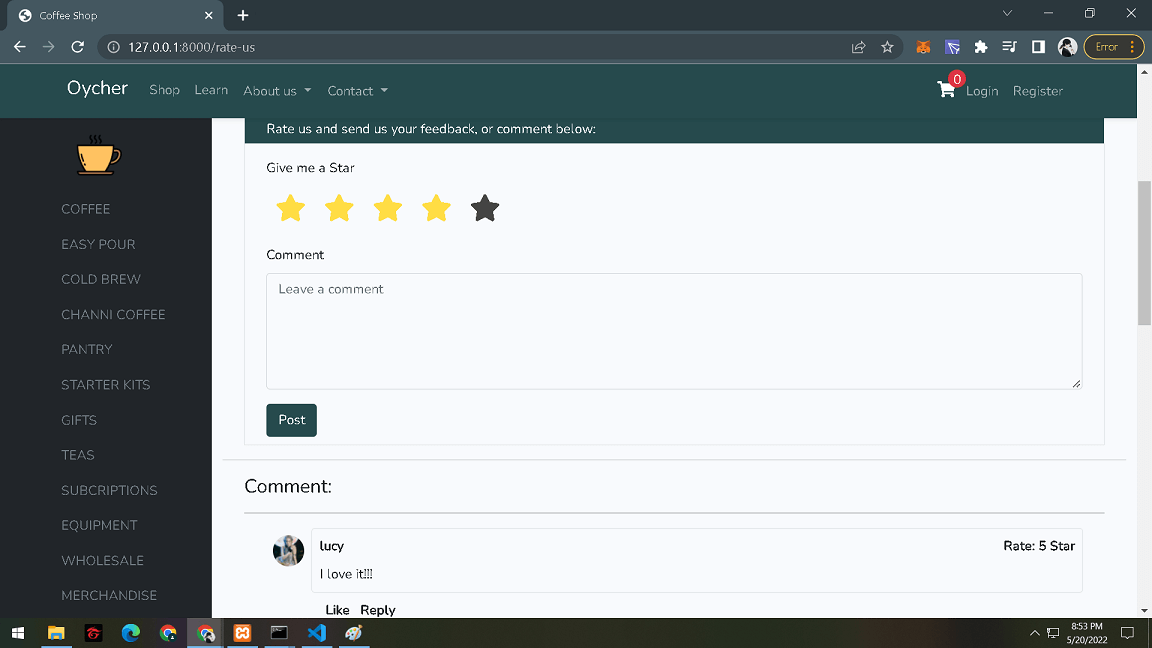 Coffee Shop
127.0.0.1:8000/rate-us
Error
Oycher
Shop
Learn
About us
Contact
0
Login
Register
COFFEE
EASY POUR
COLD BREW
CHANNI COFFEE
PANTRY
STARTER KITS
GIFTS
TEAS
SUBCRIPTIONS
EQUIPMENT
WHOLESALE
MERCHANDISE
Rate us and send us your feedback, or comment below:
Give me a Star
Comment
Leave a comment
Post
Comment:
lucy
Rate: 5 Star
I love it!!!
Like Reply
8:53 PM
5/20/2022